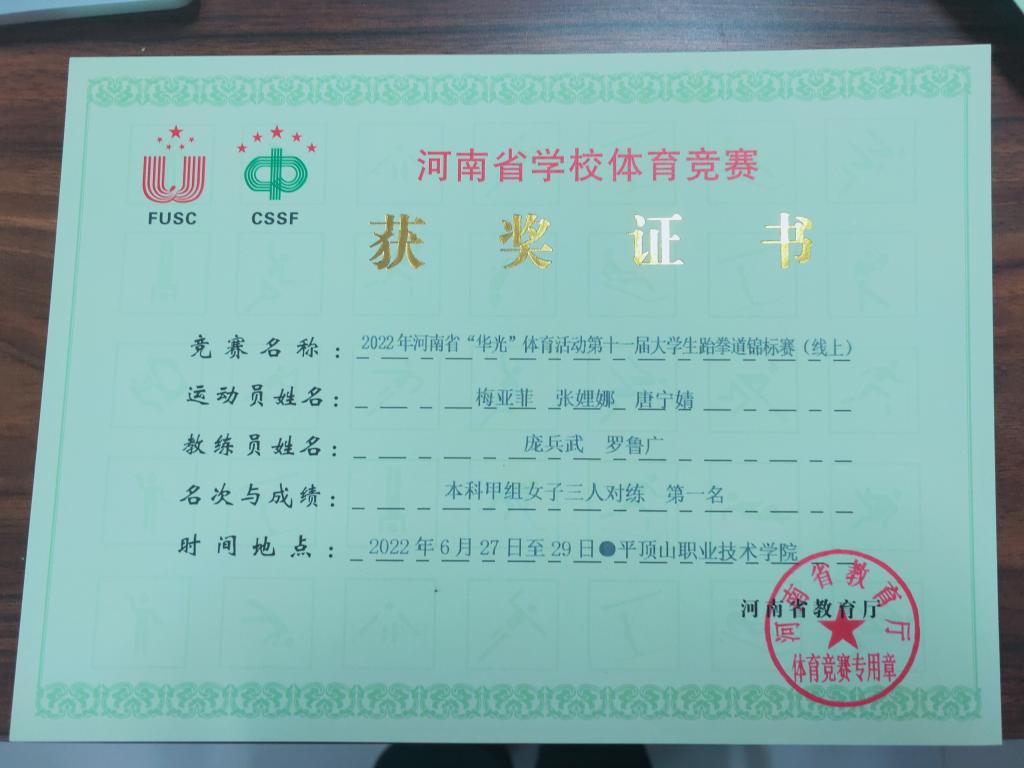 河南省学校体育竞赛
FUSC CSSF
获奖证书
竞赛名称：2022年河南省“华光”体育活动第十一届大学生跆拳道锦标赛（线上）
运动员姓名：梅亚菲 张娌娜 唐宁婧
教练员姓名：庞兵武 罗鲁广
名次与成绩：本科甲组女子三人对练 第一名
时间地点：2022年6月27日至29日●平顶山职业技术学院
河南省教育厅
河南省教育厅
体育竞赛专用章